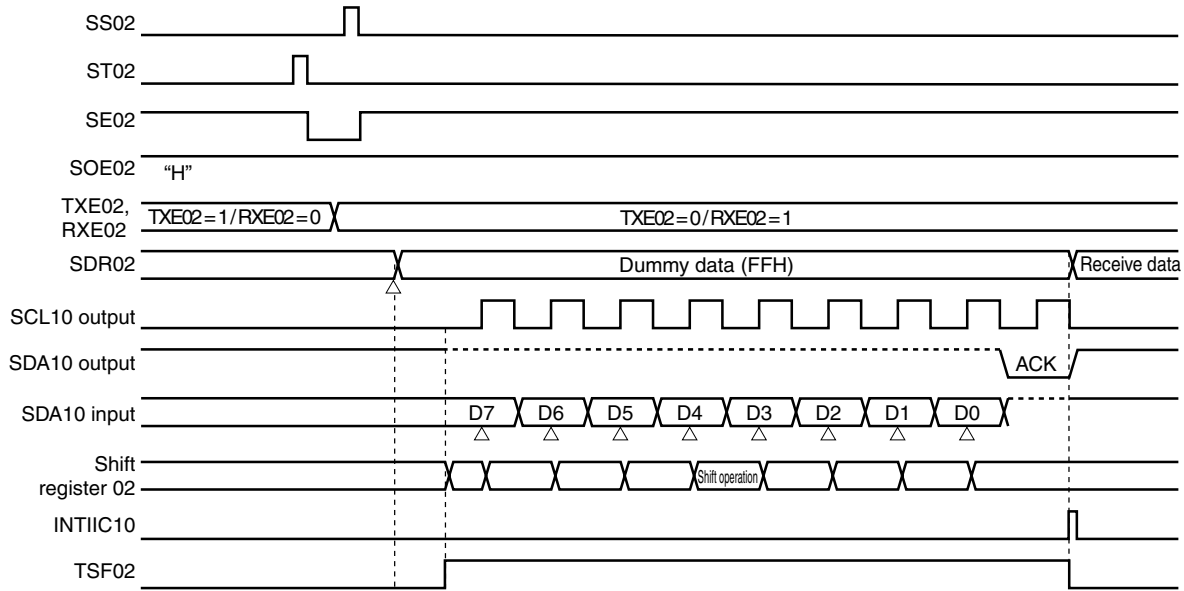 SS02
ST02
SE02
SOE02 “H”
TXE02,
RXE02 TXE02=1/RXE02=0 TXE02=0/RXE02=1
SDR02 Dummy data (FFH) Receive data
SCL10 output
SDA10 output ACK
SDA10 input D7 D6 D5 D4 D3 D2 D1 D0
Shift
register 02 Shift operation
INTIIC10
TSF02